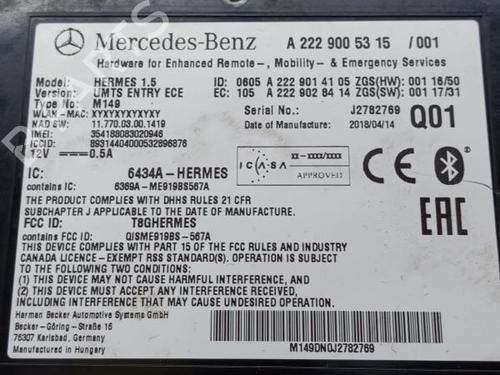 Mercedes-Benz A 222 900 53 15 /001
Hardware for Enhanced Remote-, Mobility- & Emergency Services
Model: HERMES 1.5 ID: 0605 A 222 901 41 05 ZGS(HW) 001 16/50
Version: UMTS ENTRY ECE EC: 105 A 222 902 84 14 ZGS(SW) 001 17/31
Type No: M149
WLAN-MAC: XYXYXYXYXYXY Serial No.: J2782769 Q01
NAD SW: 11.770.03.00.1419 Date: 2018/04/14
IMEI: 354188083020946
ICCID: 89314404000532896876
12V ⎓ 0.5A
IC: 6434A-HERMES
contains IC: 6369A-ME919BS567A
ICASA xx-xxxx/xxxx APPROVED
CE
THE PRODUCT COMPLIES WITH DHHS RULES 21 CFR
SUBCHAPTER J APPLICABLE TO THE DATE OF MANUFACTURE.
FCC ID: T8GHERMES
contains FCC ID: QISME919BS-567A
EAC
THIS DEVICE COMPLIES WITH PART 15 OF THE FCC RULES AND INDUSTRY
CANADA LICENCE-EXEMPT RSS STANDARD(S). OPERATION IS SUBJECT
TO THE FOLLOWING TWO CONDITIONS:
(1) THIS DEVICE MAY NOT CAUSE HARMFUL INTERFERENCE, AND
(2) THIS DEVICE MUST ACCEPT ANY INTERFERENCE RECEIVED,
INCLUDING INTERFERENCE THAT MAY CAUSE UNDESIRED OPERATION
Harman Becker Automotive Systems GmbH
Becker-Göring-Straße 16
76307 Karlsbad, Germany
Manufactured in Hungary
M149DN0J2782769